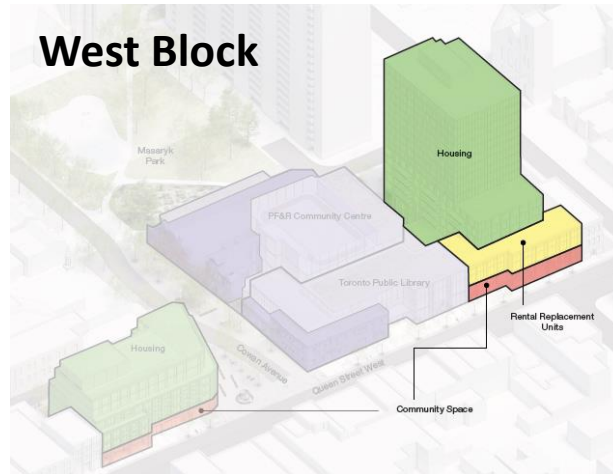 West Block
Masaryk
Park
Housing
PF&R Community Centre
Toronto Public Library
Rental Replacement
Units
Housing
Cowan Avenue
Queen Street West
Community Space